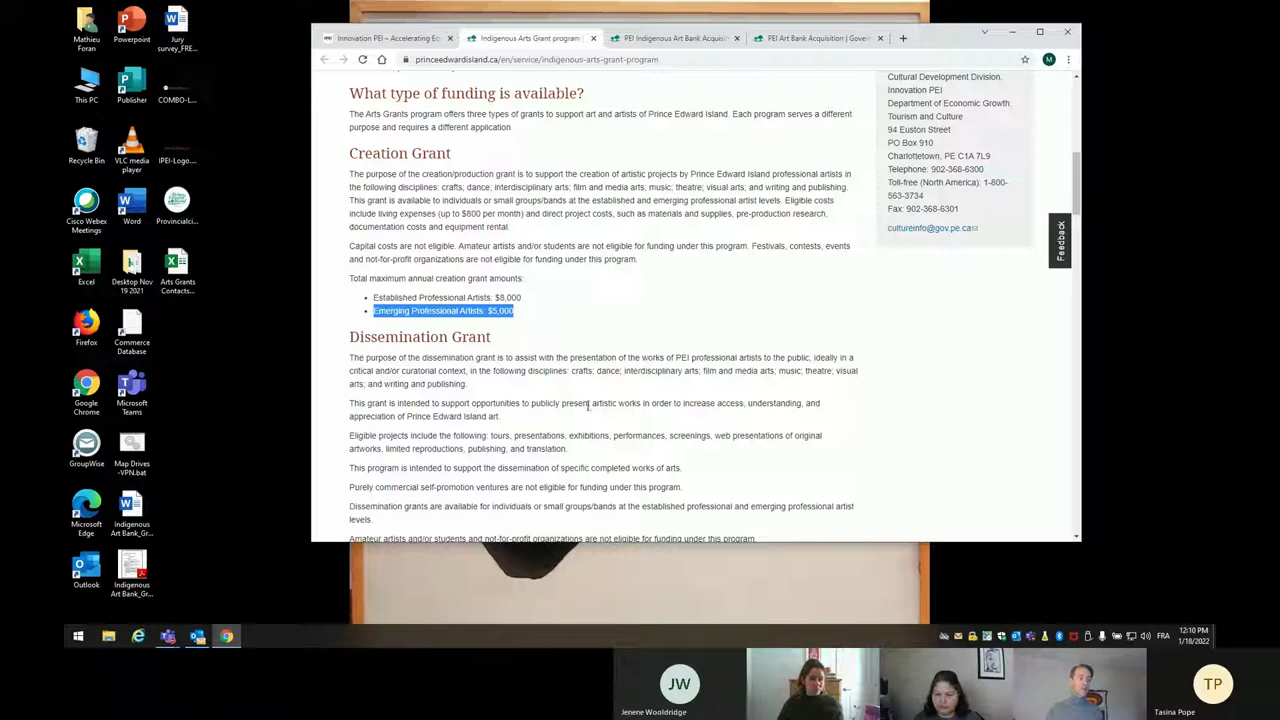 Mathieu Foran
Powerpoint
Jury survey_FRE...
This PC
Publisher
COMBO-L...
Recycle Bin
VLC media player
IPEI-Logo...
Cisco Webex Meetings
Word
Provincialci...
Excel
Desktop Nov 19 2021
Arts Grants Contacts...
Firefox
Commerce Database
Google Chrome
Microsoft Teams
GroupWise
Map Drives -VPN.bat
Microsoft Edge
Indigenous Art Bank_Gr...
Outlook
Indigenous Art Bank_Gr...
Innovation PEI – Accelerating Ec
Indigenous Arts Grant program |
PEI Indigenous Art Bank Acquisit
PEI Art Bank Acquisition | Gover
princeedwardisland.ca/en/service/indigenous-arts-grant-program
M
What type of funding is available?
The Arts Grants program offers three types of grants to support art and artists of Prince Edward Island. Each program serves a different
purpose and requires a different application
Creation Grant
The purpose of the creation/production grant is to support the creation of artistic projects by Prince Edward Island professional artists in
the following disciplines: crafts; dance; interdisciplinary arts; film and media arts; music; theatre; visual arts; and writing and publishing.
This grant is available to individuals or small groups/bands at the established and emerging professional artist levels. Eligible costs
include living expenses (up to $800 per month) and direct project costs, such as materials and supplies, pre-production research,
documentation costs and equipment rental.
Capital costs are not eligible. Amateur artists and/or students are not eligible for funding under this program. Festivals, contests, events
and not-for-profit organizations are not eligible for funding under this program.
Total maximum annual creation grant amounts:
• Established Professional Artists: $8,000
• Emerging Professional Artists: $5,000
Dissemination Grant
The purpose of the dissemination grant is to assist with the presentation of the works of PEI professional artists to the public, ideally in a
critical and/or curatorial context, in the following disciplines: crafts; dance; interdisciplinary arts; film and media arts; music; theatre; visual
arts; and writing and publishing.
This grant is intended to support opportunities to publicly present artistic works in order to increase access, understanding, and
appreciation of Prince Edward Island art.
Eligible projects include the following: tours, presentations, exhibitions, performances, screenings, web presentations of original
artworks, limited reproductions, publishing, and translation.
This program is intended to support the dissemination of specific completed works of arts.
Purely commercial self-promotion ventures are not eligible for funding under this program.
Dissemination grants are available for individuals or small groups/bands at the established professional and emerging professional artist
levels.
Amateur artists and/or students and not-for-profit organizations are not eligible for funding under this program.
Cultural Development Division.
Innovation PEI
Department of Economic Growth.
Tourism and Culture
94 Euston Street
PO Box 910
Charlottetown, PE C1A 7L9
Telephone: 902-368-6300
Toll-free (North America): 1-800-
563-3734
Fax: 902-368-6301
cultureinfo@gov.pe.ca
Feedback
FRA
12:10 PM
1/18/2022
JW
Jenene Wooldridge
TP
Tasina Pope